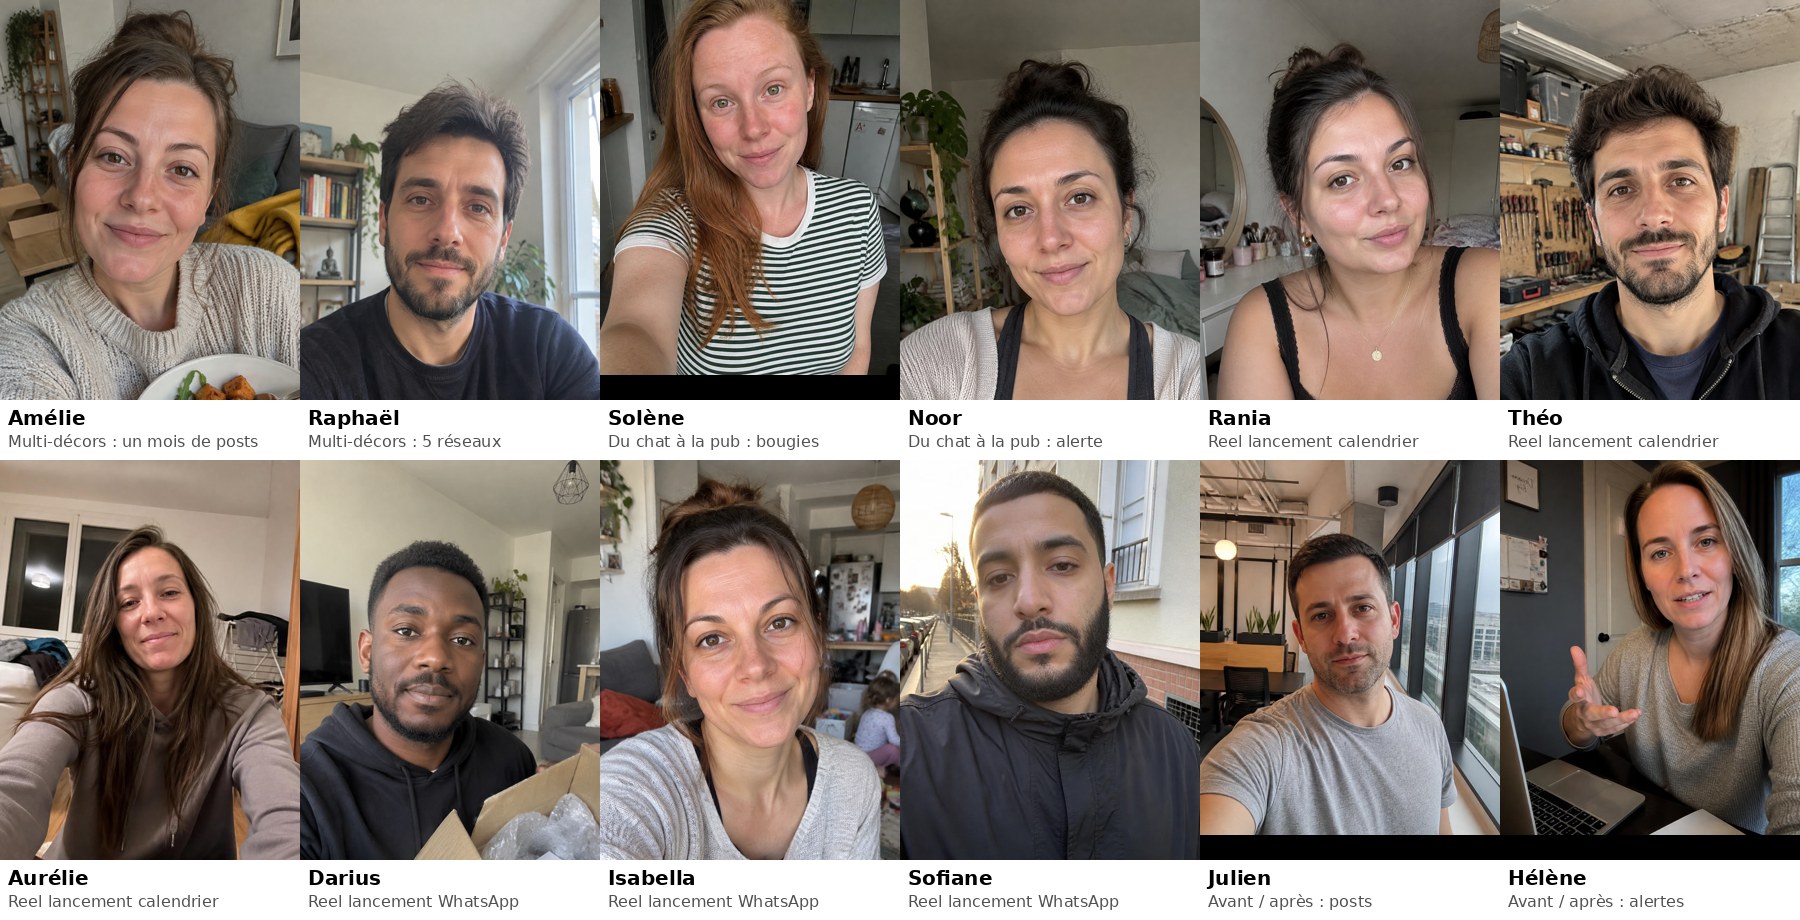 Amélie
Multi-décors : un mois de posts
Raphaël
Multi-décors : 5 réseaux
Solène
Du chat à la pub : bougies
Noor
Du chat à la pub : alerte
Rania
Reel lancement calendrier
Théo
Reel lancement calendrier
Aurélie
Reel lancement calendrier
Darius
Reel lancement WhatsApp
Isabella
Reel lancement WhatsApp
Sofiane
Reel lancement WhatsApp
Julien
Avant / après : posts
Hélène
Avant / après : alertes